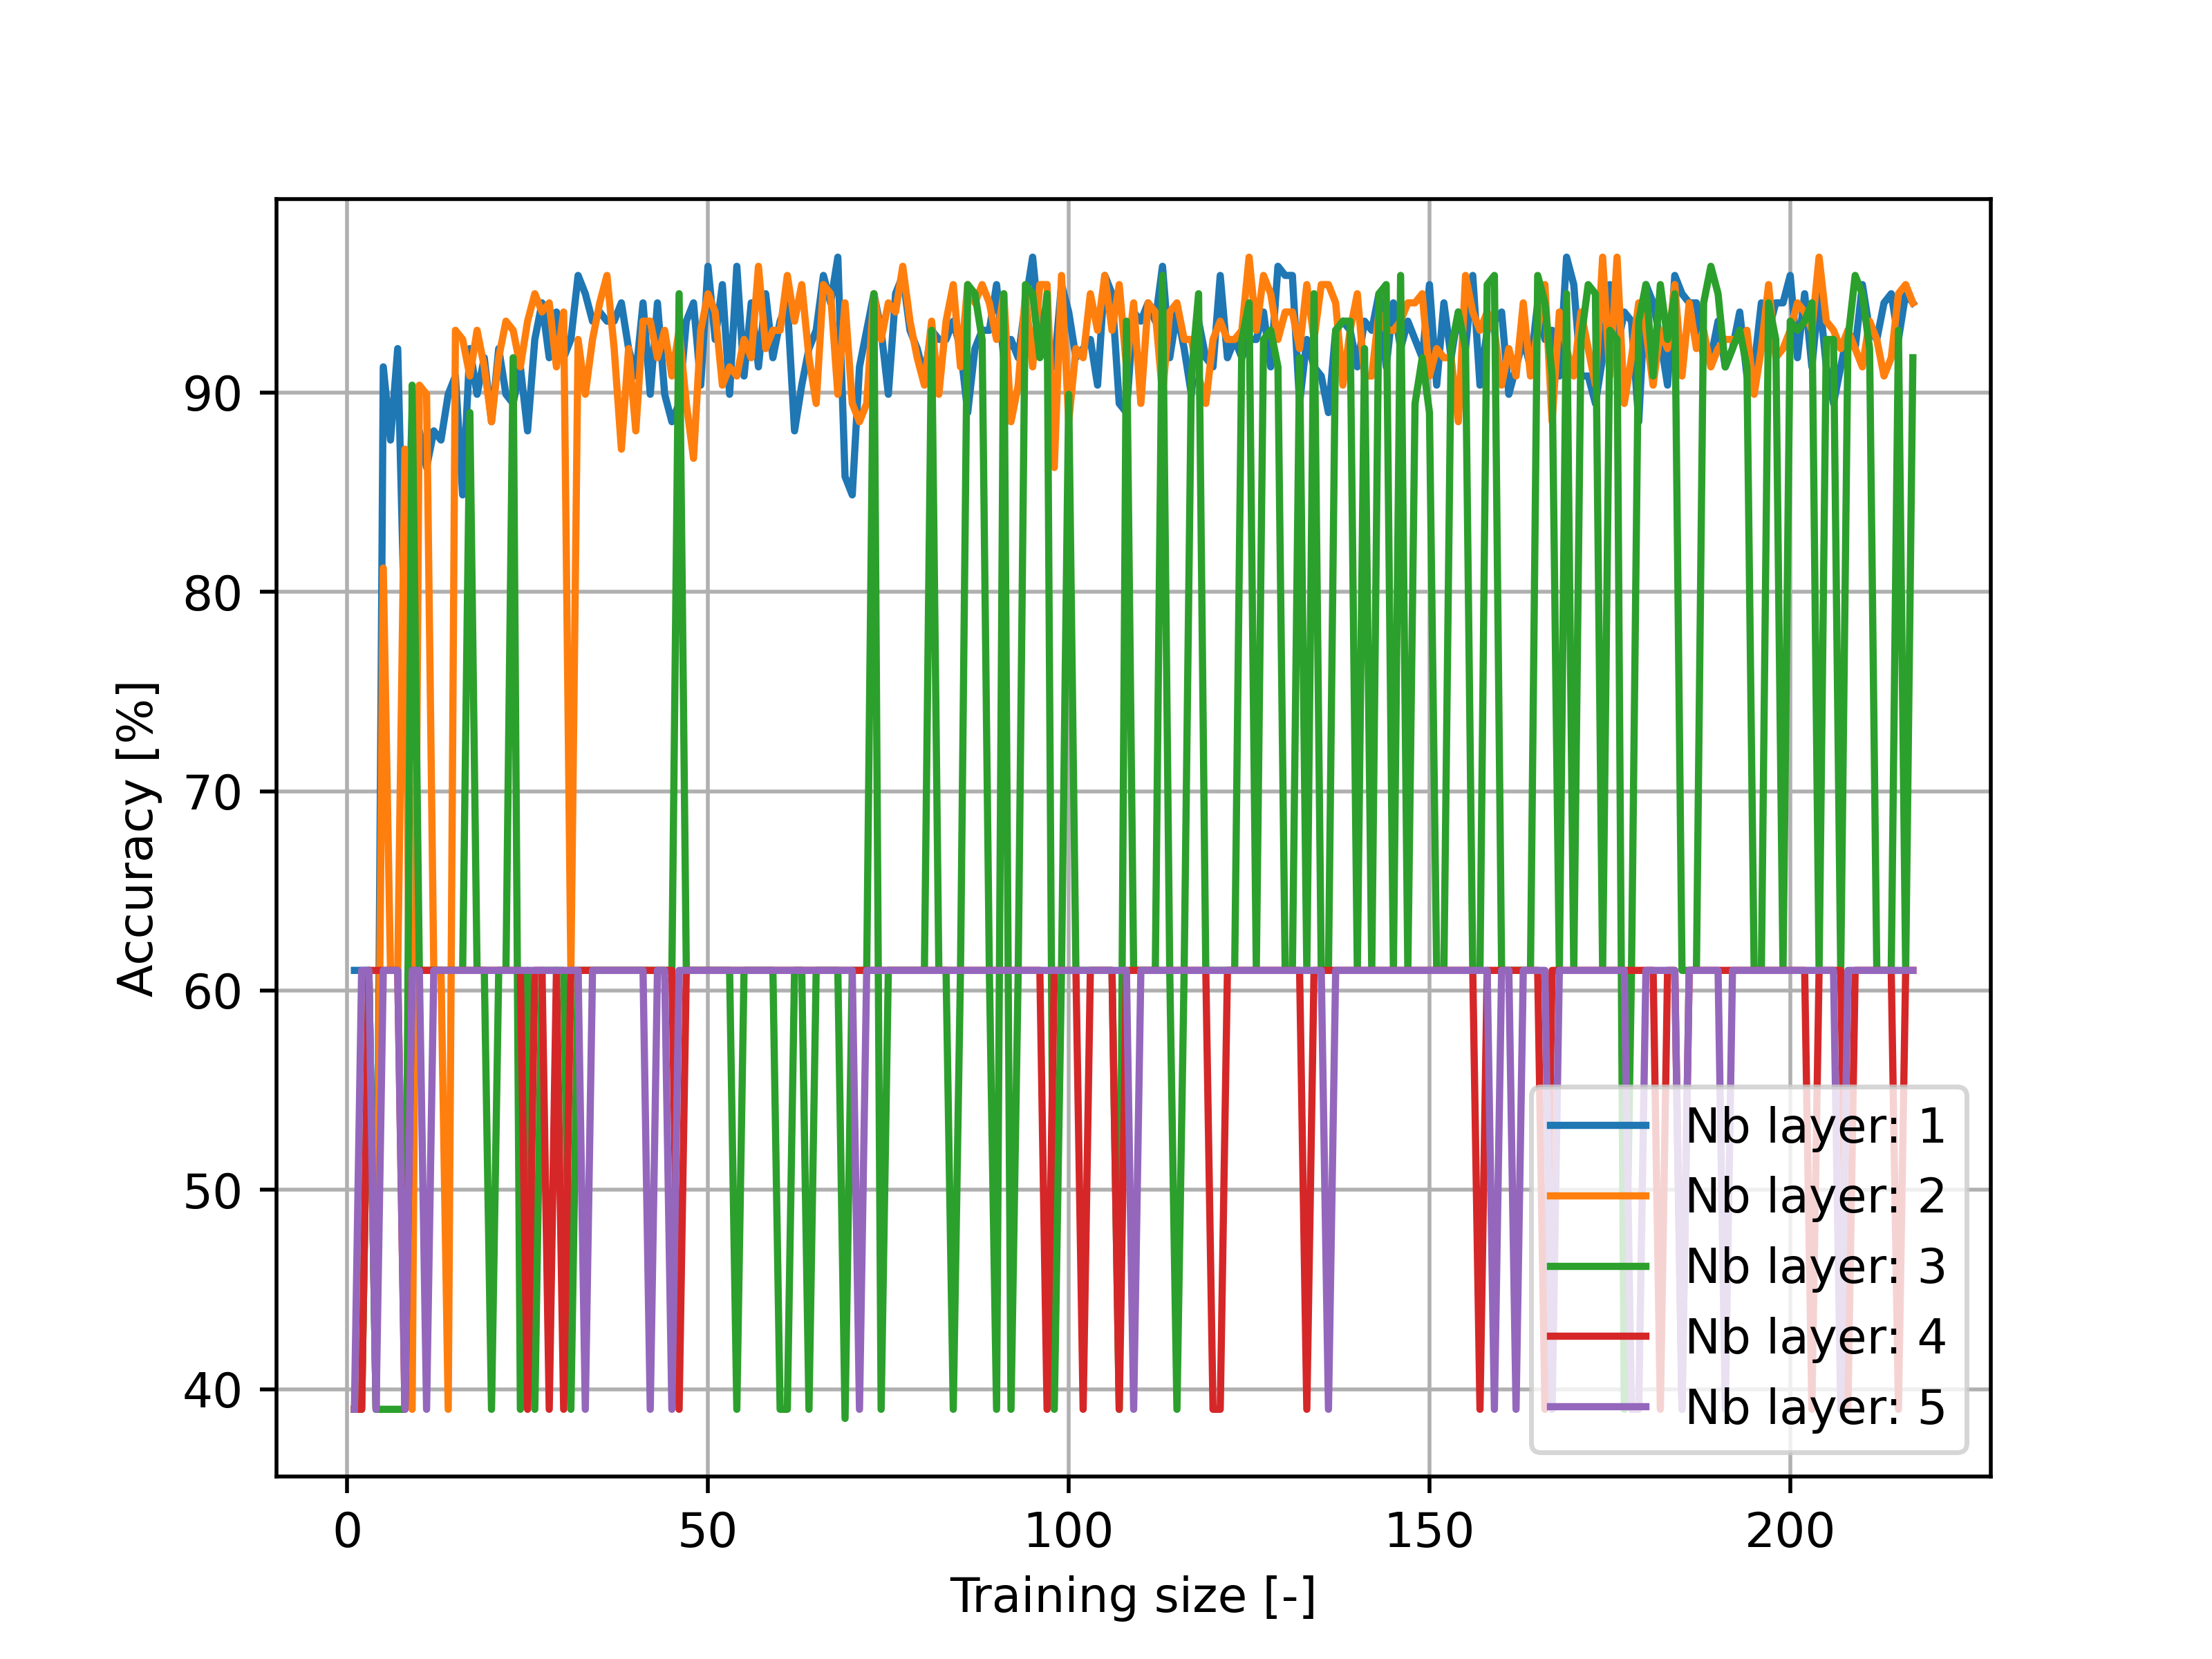 90
80
70
60
50
40
Accuracy [%]
Nb layer: 1
Nb layer: 2
Nb layer: 3
Nb layer: 4
Nb layer: 5
0 50 100 150 200
Training size [-]